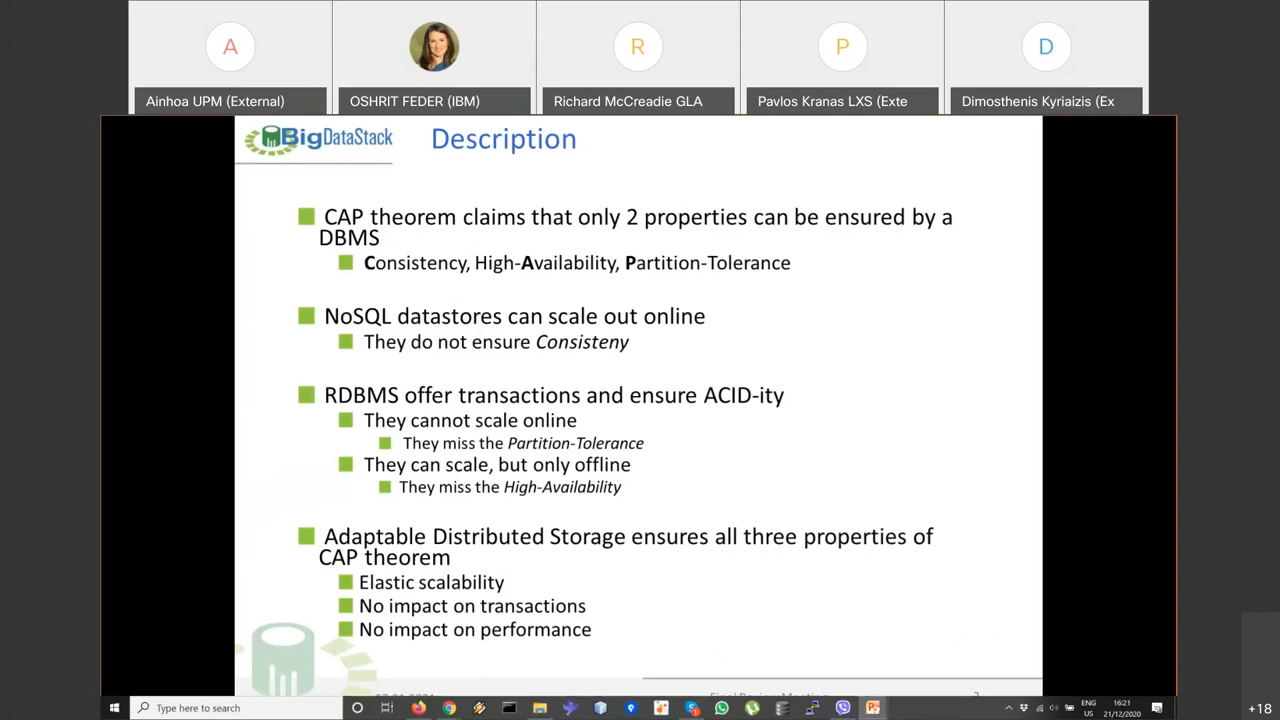 A
R
P
D
Ainhoa UPM (External)
OSHRIT FEDER (IBM)
Richard McCreadie GLA
Pavlos Kranas LXS (Exte
Dimosthenis Kyriaizis (Ex
BigDataStack
Description
CAP theorem claims that only 2 properties can be ensured by a
DBMS
Consistency, High-Availability, Partition-Tolerance
NoSQL datastores can scale out online
They do not ensure Consisteny
RDBMS offer transactions and ensure ACID-ity
They cannot scale online
They miss the Partition-Tolerance
They can scale, but only offline
They miss the High-Availability
Adaptable Distributed Storage ensures all three properties of
CAP theorem
Elastic scalability
No impact on transactions
No impact on performance
Final Review Meeting
Type here to search
ENG
US
16:21
21/12/2020
+18